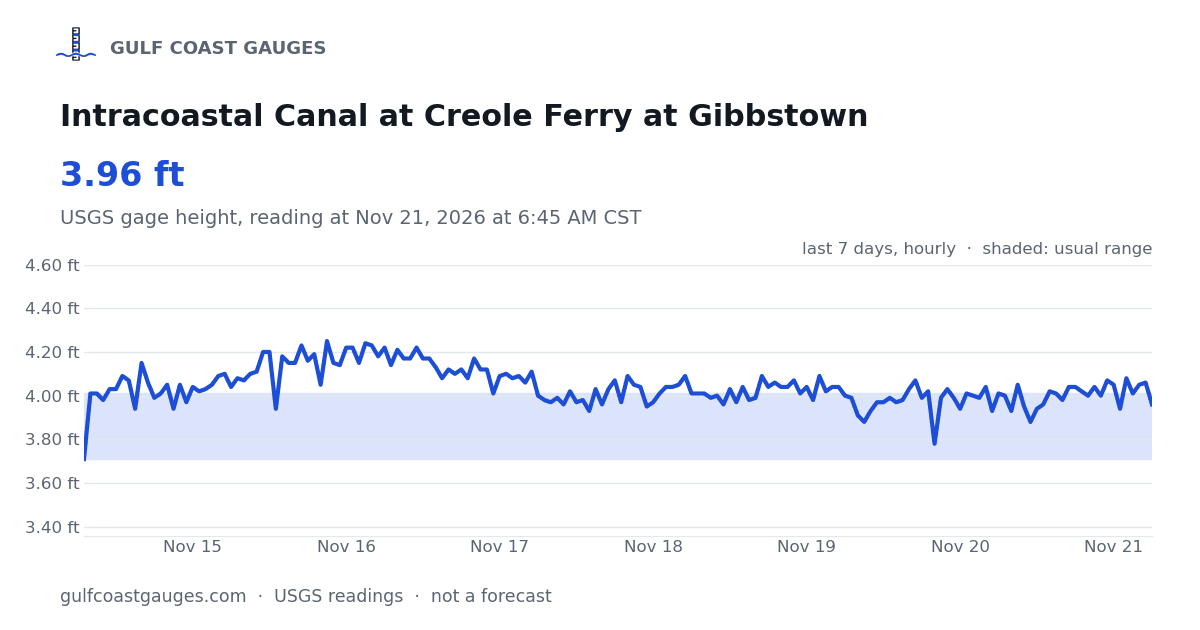 GULF COAST GAUGES
Intracoastal Canal at Creole Ferry at Gibbstown
3.96 ft
USGS gage height, reading at Nov 21, 2026 at 6:45 AM CST
last 7 days, hourly · shaded: usual range
4.60 ft
4.40 ft
4.20 ft
4.00 ft
3.80 ft
3.60 ft
3.40 ft
Nov 15 Nov 16 Nov 17 Nov 18 Nov 19 Nov 20 Nov 21
gulfcoastgauges.com · USGS readings · not a forecast